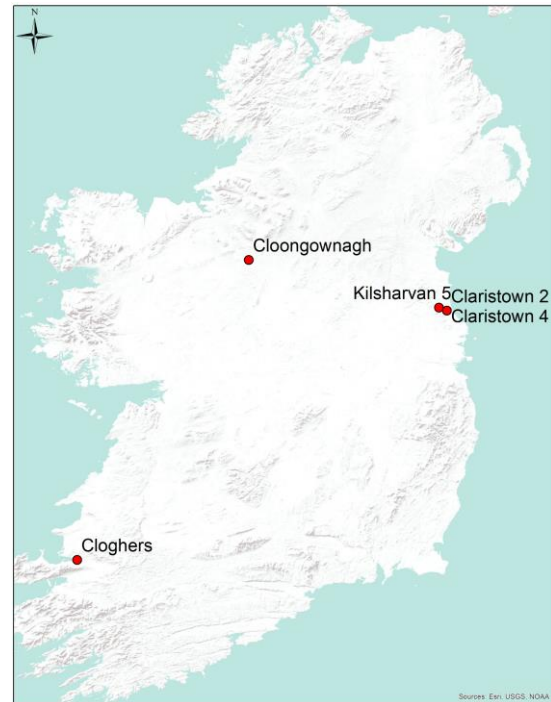 N
Cloongownagh
Kilsharvan 5 Claristown 2
Claristown 4
Cloghers
Sources: Esri, USGS, NOAA